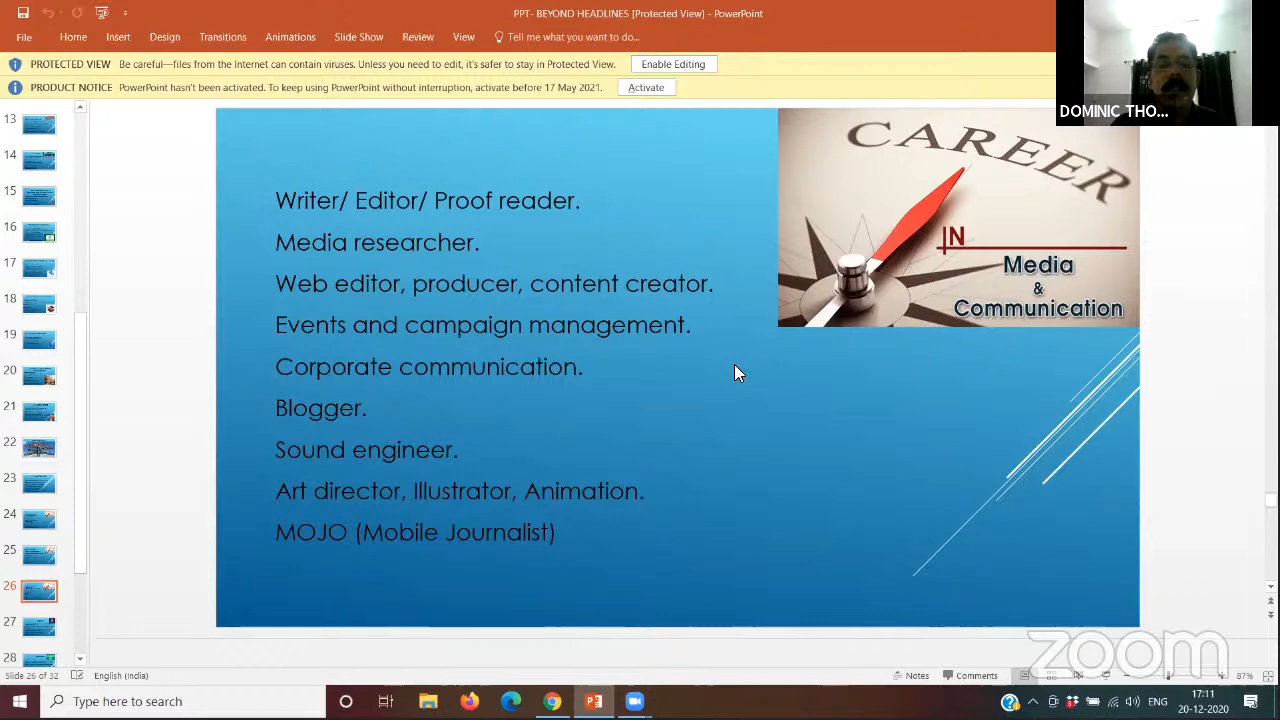 PPT- BEYOND HEADLINES [Protected View] - PowerPoint
File Home Insert Design Transitions Animations Slide Show Review View Tell me what you want to do...
PROTECTED VIEW Be careful—files from the Internet can contain viruses. Unless you need to edit, it's safer to stay in Protected View. Enable Editing
PRODUCT NOTICE PowerPoint hasn't been activated. To keep using PowerPoint without interruption, activate before 17 May 2021. Activate
DOMINIC THO...
13
14
15
16
17
18
19
20
21
22
23
24
25
26
27
28
Writer/ Editor/ Proof reader.
Media researcher.
Web editor, producer, content creator.
Events and campaign management.
Corporate communication.
Blogger.
Sound engineer.
Art director, Illustrator, Animation.
MOJO (Mobile Journalist)
CAREER
IN
Media
&
Communication
zoom
Slide 26 of 32 English (India) Notes Comments 87%
Type here to search
ENG
17:11
20-12-2020